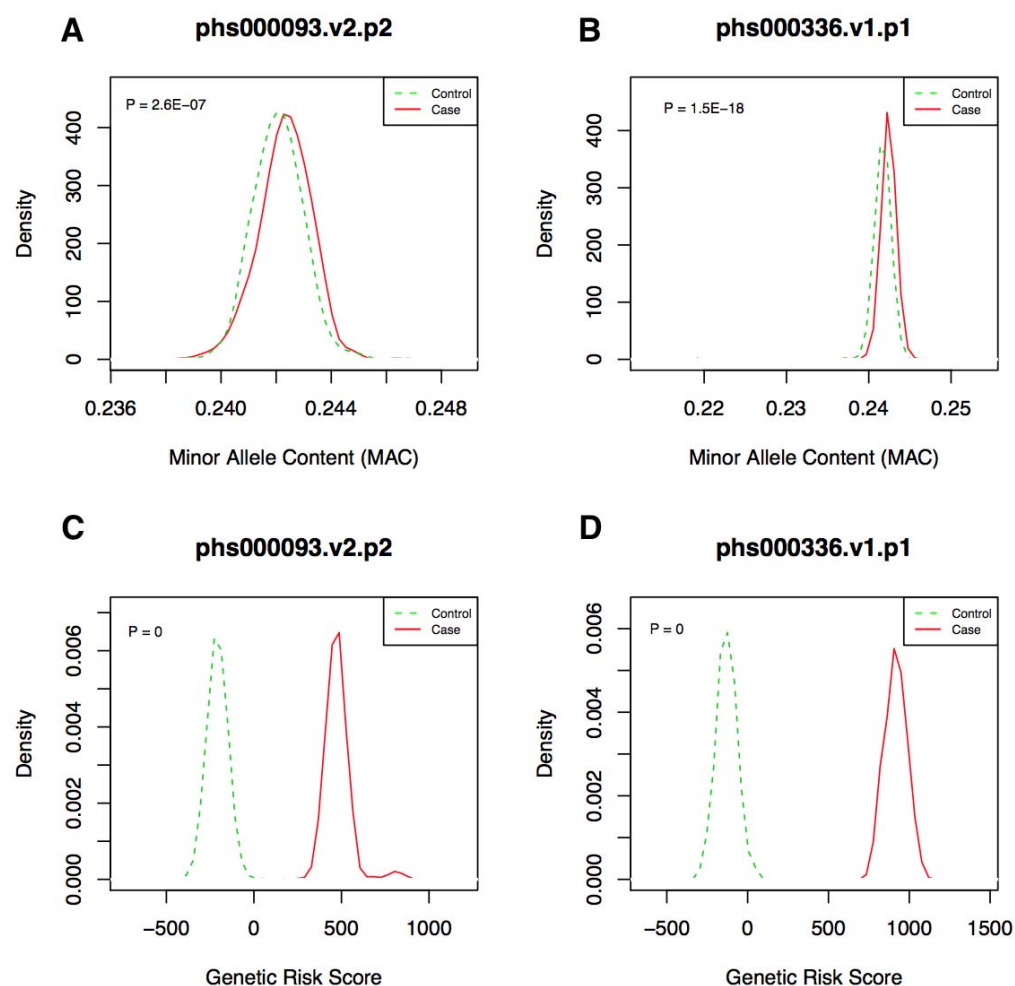 A
phs000093.v2.p2
P = 2.6E−07
Control
Case
Density
0
100
200
300
400
0.236
0.240
0.244
0.248
Minor Allele Content (MAC)
B
phs000336.v1.p1
P = 1.5E−18
Control
Case
Density
0
100
200
300
400
0.22
0.23
0.24
0.25
Minor Allele Content (MAC)
C
phs000093.v2.p2
P = 0
Control
Case
Density
0.000
0.002
0.004
0.006
−500
0
500
1000
Genetic Risk Score
D
phs000336.v1.p1
P = 0
Control
Case
Density
0.000
0.002
0.004
0.006
−500
0
500
1000
1500
Genetic Risk Score